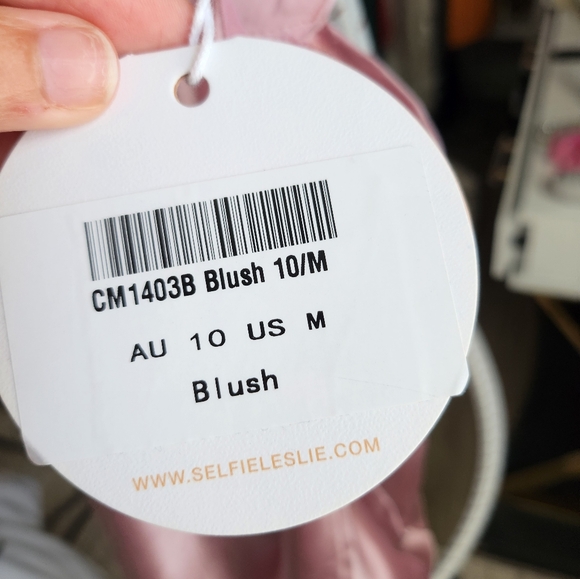 CM1403B Blush 10/M
AU 10 US M
Blush
WWW.SELFIELESLIE.COM